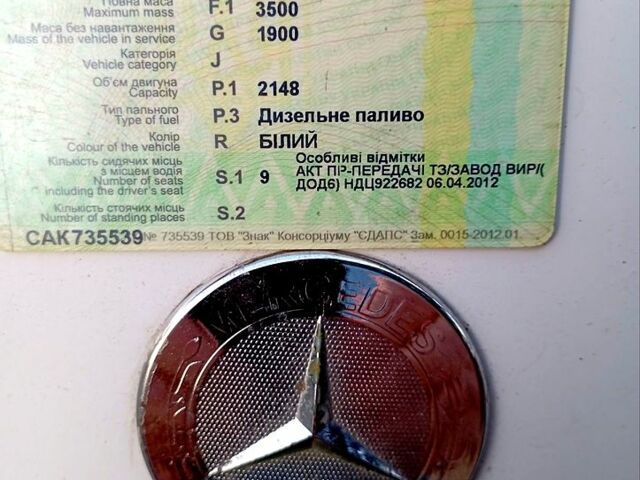 Повна маса F.1 3500
Maximum mass
Маса без навантаження G 1900
Mass of the vehicle in service
Категорія J
Vehicle category
Об'єм двигуна P.1 2148
Capacity
Тип пального P.3 Дизельне паливо
Type of fuel
Колір R БІЛИЙ
Colour of the vehicle
Кількість сидячих місць Особливі відмітки
з місцем водія S.1 9 АКТ ПР-ПЕРЕДАЧІ ТЗ/ЗАВОД ВИР/(
Number of seats ДОД6) НДЦ922682 06.04.2012
including the driver's seat
Кількість стоячих місць S.2
Number of standing places
САК735539 № 735539 ТОВ "Знак" Консорціуму "ЄДАПС" Зам. 0015-2012.01.
MERCEDES